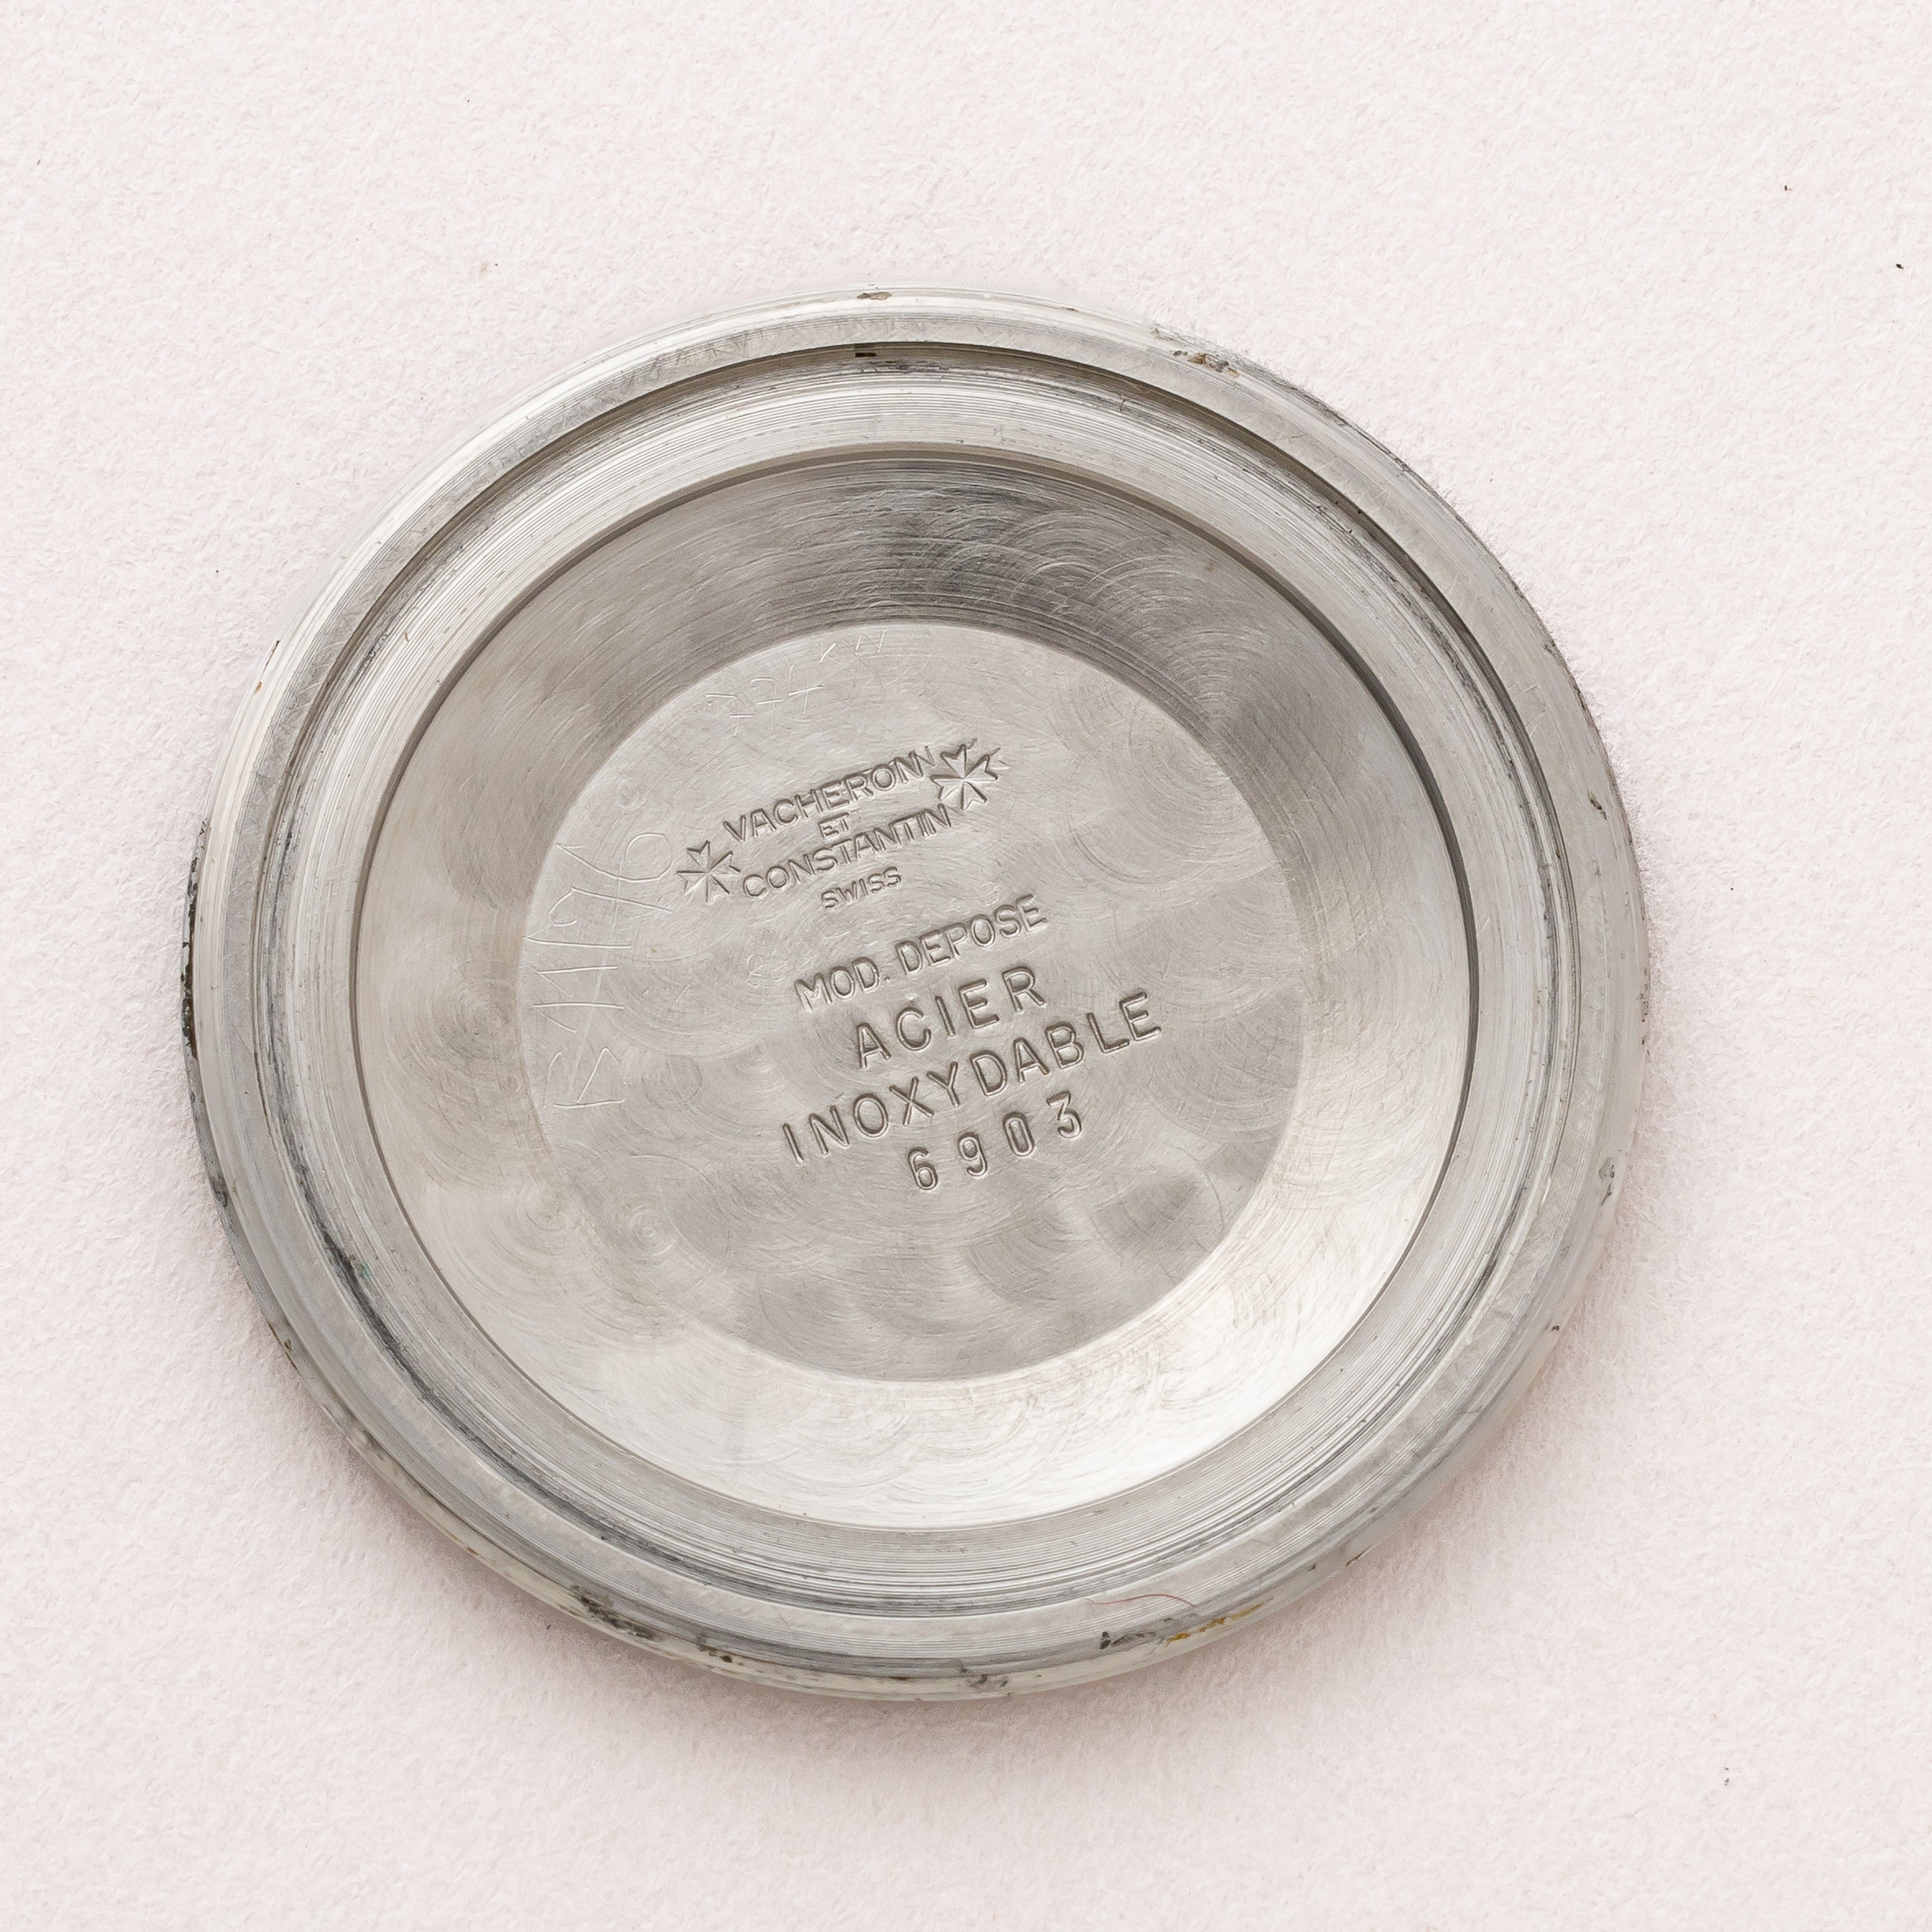 VACHERON
ET
CONSTANTIN
SWISS
MOD. DEPOSE
ACIER
INOXYDABLE
6903